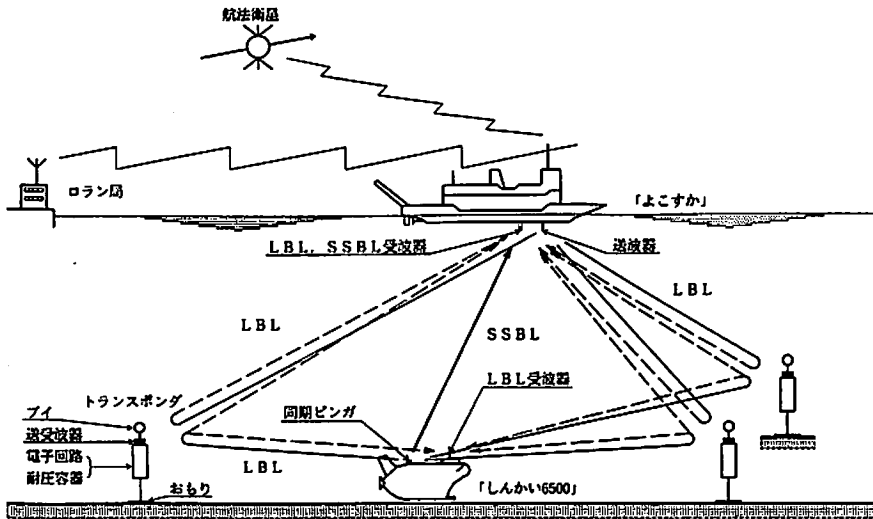 航法衛星
ロラン局
「よこすか」
LBL, SSBL受波器
送波器
LBL
LBL
SSBL
LBL受波器
トランスポンダ
同期ピンガ
ブイ
送受波器
電子回路
耐圧容器
LBL
おもり
「しんかい6500」